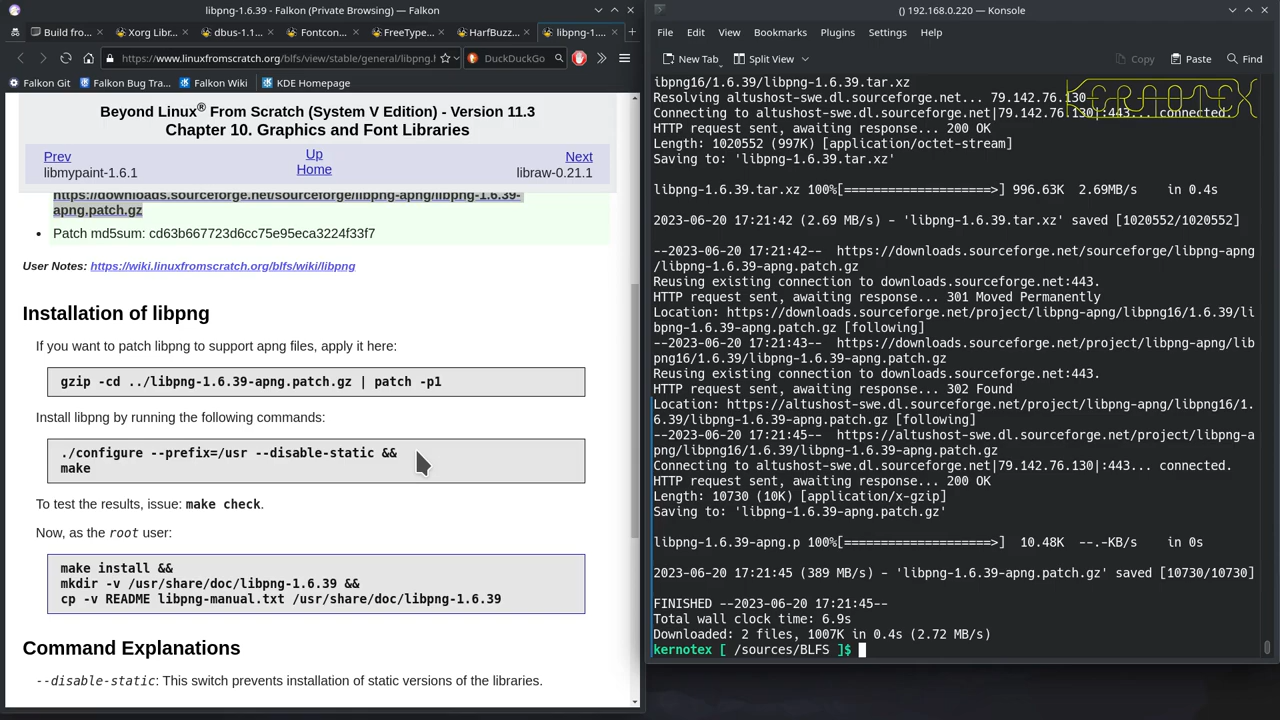 libpng-1.6.39 - Falkon (Private Browsing) — Falkon
Build fro...
Xorg Libr...
dbus-1.1...
Fontcon...
FreeType...
HarfBuzz...
libpng-1....
https://www.linuxfromscratch.org/blfs/view/stable/general/libpng.l
DuckDuckGo
Falkon Git
Falkon Bug Tra...
Falkon Wiki
KDE Homepage
Beyond Linux® From Scratch (System V Edition) - Version 11.3
Chapter 10. Graphics and Font Libraries
Prev
Up
Next
libmypaint-1.6.1
Home
libraw-0.21.1
https://downloads.sourceforge.net/sourceforge/libpng-apng/libpng-1.6.39-
apng.patch.gz
• Patch md5sum: cd63b667723d6cc75e95eca3224f33f7
User Notes: https://wiki.linuxfromscratch.org/blfs/wiki/libpng
Installation of libpng
If you want to patch libpng to support apng files, apply it here:
gzip -cd ../libpng-1.6.39-apng.patch.gz | patch -p1
Install libpng by running the following commands:
./configure --prefix=/usr --disable-static &&
make
To test the results, issue: make check.
Now, as the root user:
make install &&
mkdir -v /usr/share/doc/libpng-1.6.39 &&
cp -v README libpng-manual.txt /usr/share/doc/libpng-1.6.39
Command Explanations
--disable-static: This switch prevents installation of static versions of the libraries.
() 192.168.0.220 — Konsole
File Edit View Bookmarks Plugins Settings Help
New Tab
Split View
Copy
Paste
Find
KERNOTEX
ibpng16/1.6.39/libpng-1.6.39.tar.xz
Resolving altushost-swe.dl.sourceforge.net... 79.142.76.130
Connecting to altushost-swe.dl.sourceforge.net|79.142.76.130|:443... connected.
HTTP request sent, awaiting response... 200 OK
Length: 1020552 (997K) [application/octet-stream]
Saving to: 'libpng-1.6.39.tar.xz'
libpng-1.6.39.tar.xz 100%[===================>] 996.63K 2.69MB/s in 0.4s
2023-06-20 17:21:42 (2.69 MB/s) - 'libpng-1.6.39.tar.xz' saved [1020552/1020552]
--2023-06-20 17:21:42-- https://downloads.sourceforge.net/sourceforge/libpng-apng
/libpng-1.6.39-apng.patch.gz
Reusing existing connection to downloads.sourceforge.net:443.
HTTP request sent, awaiting response... 301 Moved Permanently
Location: https://downloads.sourceforge.net/project/libpng-apng/libpng16/1.6.39/li
bpng-1.6.39-apng.patch.gz [following]
--2023-06-20 17:21:43-- https://downloads.sourceforge.net/project/libpng-apng/lib
png16/1.6.39/libpng-1.6.39-apng.patch.gz
Reusing existing connection to downloads.sourceforge.net:443.
HTTP request sent, awaiting response... 302 Found
Location: https://altushost-swe.dl.sourceforge.net/project/libpng-apng/libpng16/1.
6.39/libpng-1.6.39-apng.patch.gz [following]
--2023-06-20 17:21:45-- https://altushost-swe.dl.sourceforge.net/project/libpng-a
png/libpng16/1.6.39/libpng-1.6.39-apng.patch.gz
Connecting to altushost-swe.dl.sourceforge.net|79.142.76.130|:443... connected.
HTTP request sent, awaiting response... 200 OK
Length: 10730 (10K) [application/x-gzip]
Saving to: 'libpng-1.6.39-apng.patch.gz'
libpng-1.6.39-apng.p 100%[===================>] 10.48K --.-KB/s in 0s
2023-06-20 17:21:45 (389 MB/s) - 'libpng-1.6.39-apng.patch.gz' saved [10730/10730]
FINISHED --2023-06-20 17:21:45--
Total wall clock time: 6.9s
Downloaded: 2 files, 1007K in 0.4s (2.72 MB/s)
kernotex [ /sources/BLFS ]$